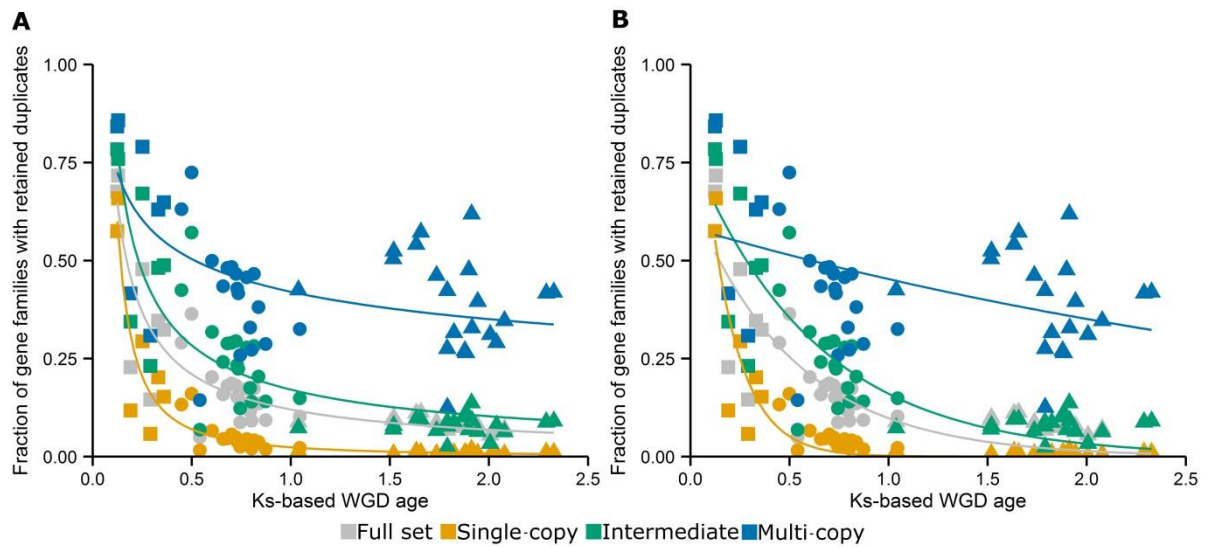 A
Fraction of gene families with retained duplicates
1.00
0.75
0.50
0.25
0.00
0.0 0.5 1.0 1.5 2.0 2.5
Ks-based WGD age
B
Fraction of gene families with retained duplicates
1.00
0.75
0.50
0.25
0.00
0.0 0.5 1.0 1.5 2.0 2.5
Ks-based WGD age
Full set Single-copy Intermediate Multi-copy